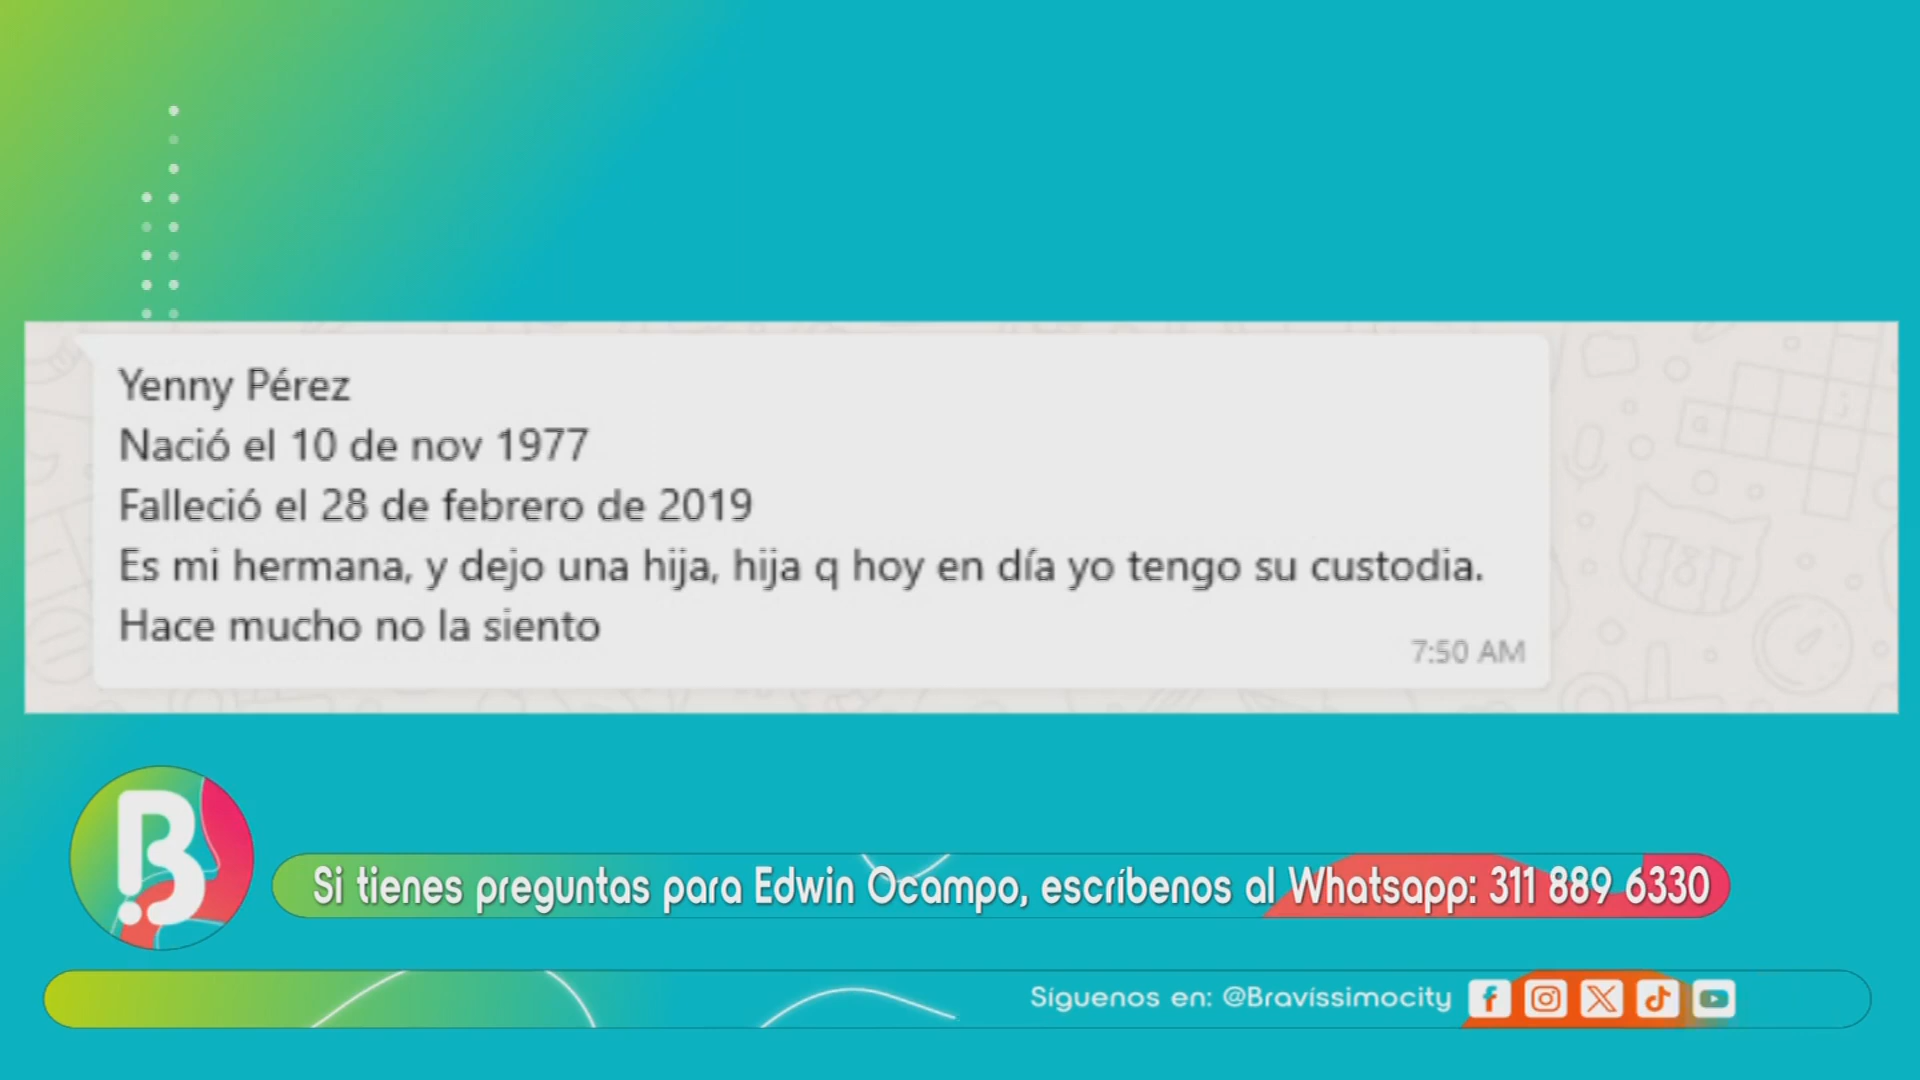 Yenny Pérez
Nació el 10 de nov 1977
Falleció el 28 de febrero de 2019
Es mi hermana, y dejo una hija, hija q hoy en día yo tengo su custodia.
Hace mucho no la siento
7:50 AM
B
Si tienes preguntas para Edwin Ocampo, escríbenos al Whatsapp: 311 889 6330
Síguenos en: @Bravíssimocity